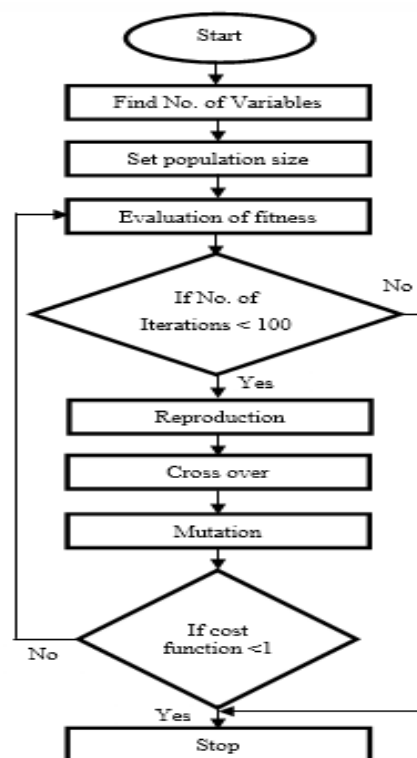 Start
Find No. of Variables
Set population size
Evaluation of fitness
If No. of
No
Iterations < 100
Yes
Reproduction
Cross over
Mutation
If cost
function <1
No
Yes
Stop